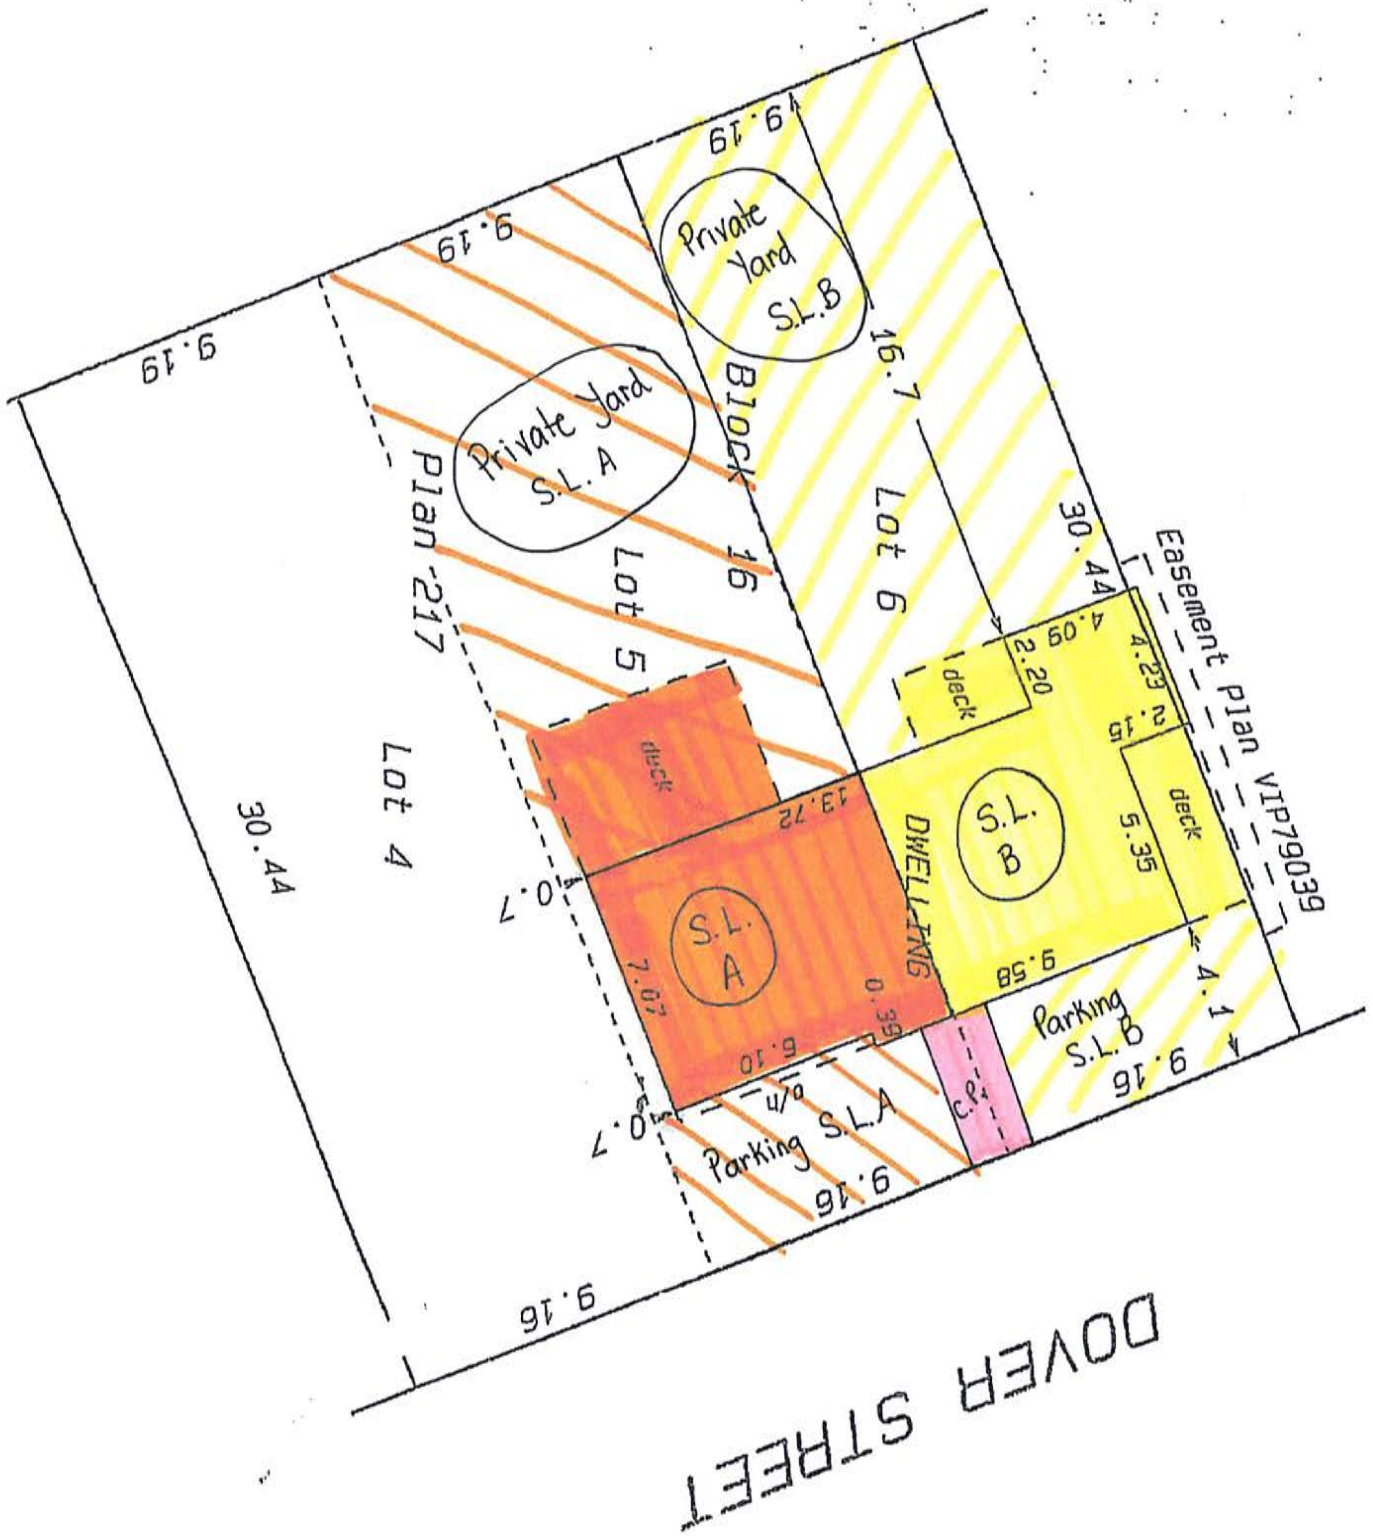 9.19
9.19
9.19
Private
Yard
S.L.B
Private Yard
S.L. A
16.7
Block 16
Plan 217
Lot 6
Lot 5
Lot 4
30.44
30.44
Easement Plan VIP79039
4.09
4.23
2.20
2.15
deck
deck
deck
5.35
13.72
DWELLING
S.L.
B
S.L.
A
0.7
7.07
0.39
6.10
9.58
4.1
o/h
0.7
Parking
S.L.B
Parking S.L.A
C.P.
9.16
9.16
9.16
DOVER STREET